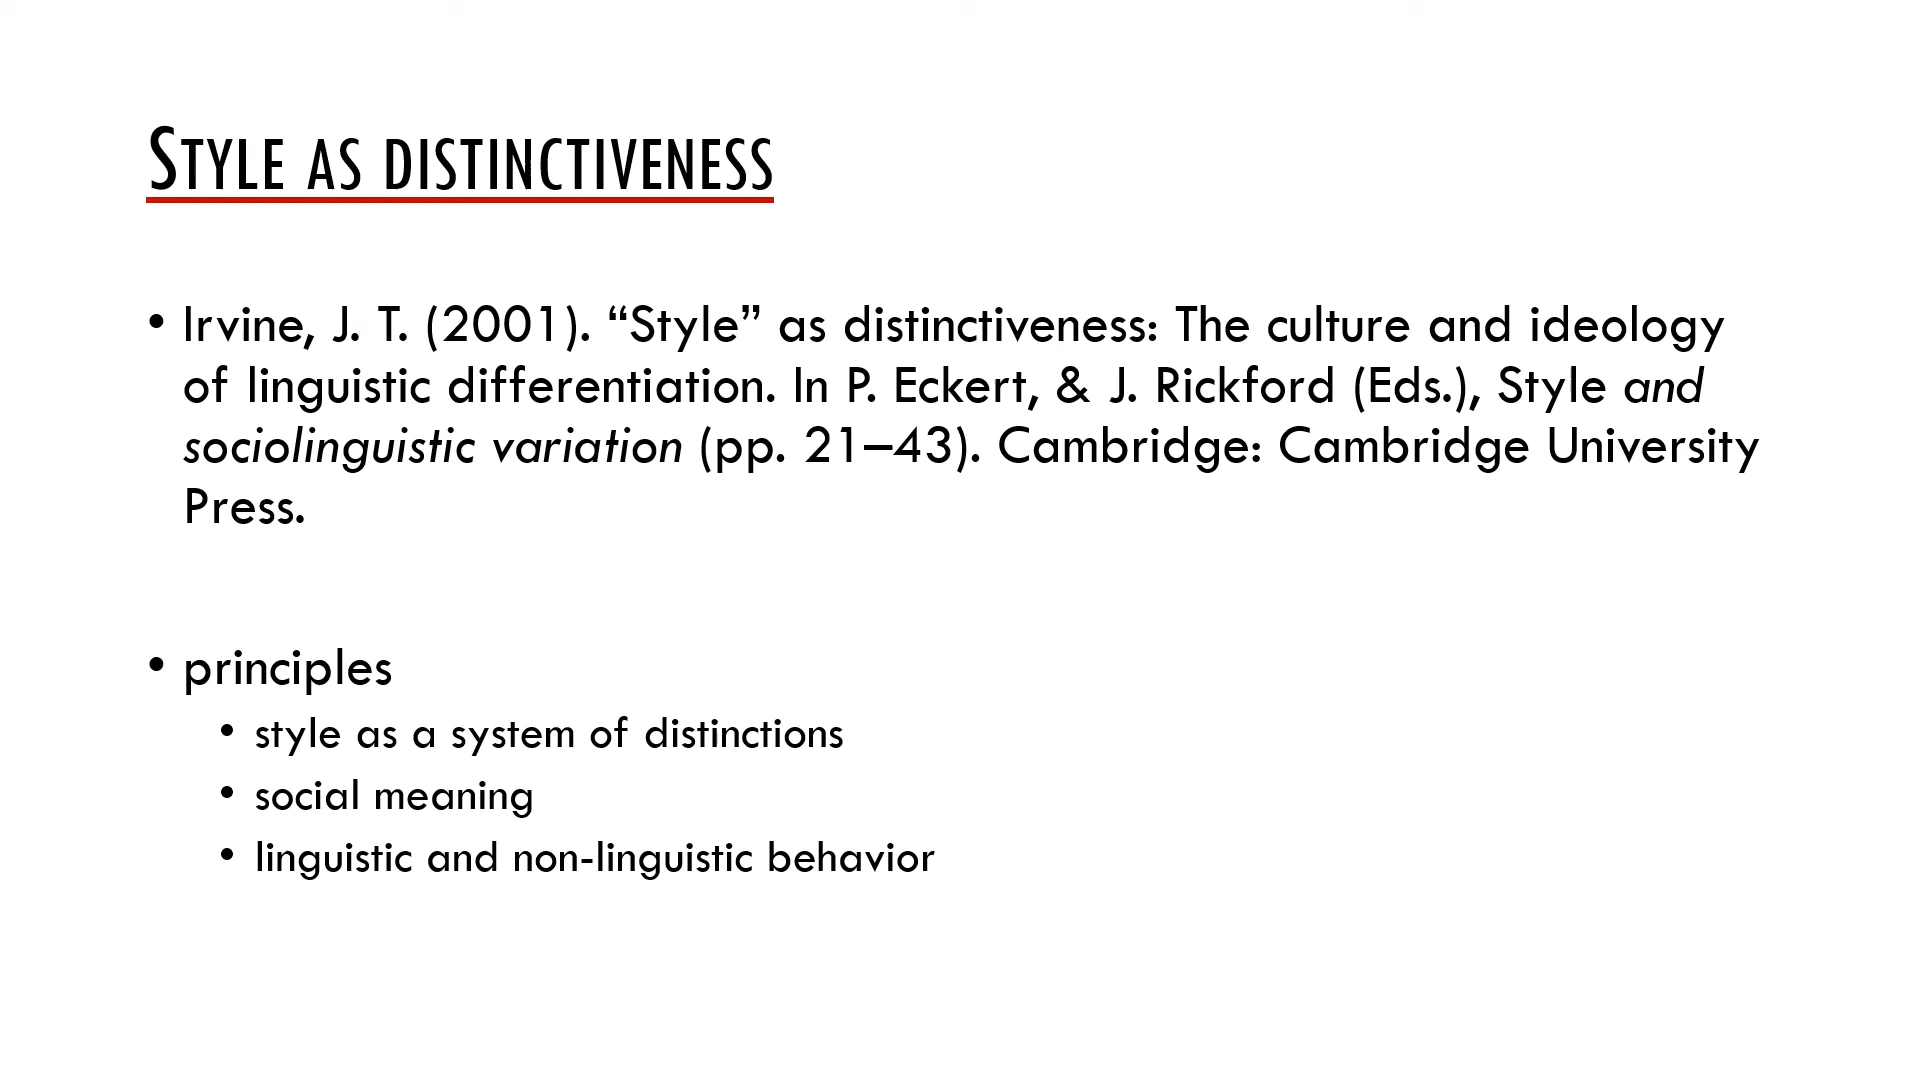 STYLE AS DISTINCTIVENESS
• Irvine, J. T. (2001). “Style” as distinctiveness: The culture and ideology
of linguistic differentiation. In P. Eckert, & J. Rickford (Eds.), Style and
sociolinguistic variation (pp. 21–43). Cambridge: Cambridge University
Press.
• principles
• style as a system of distinctions
• social meaning
• linguistic and non-linguistic behavior